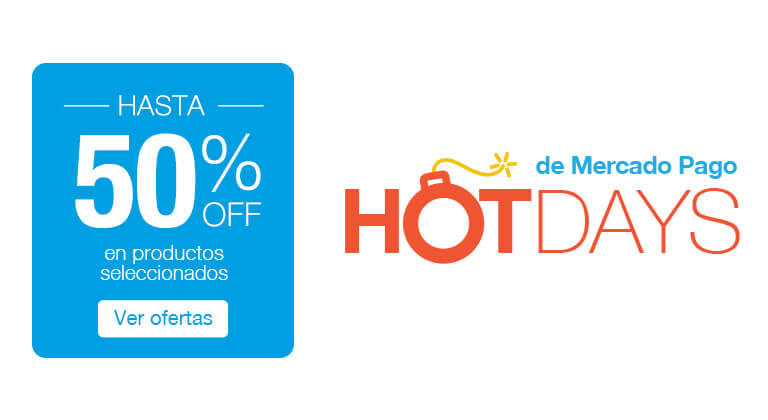 HASTA
50% OFF
en productos
seleccionados
Ver ofertas
de Mercado Pago
HOTDAYS